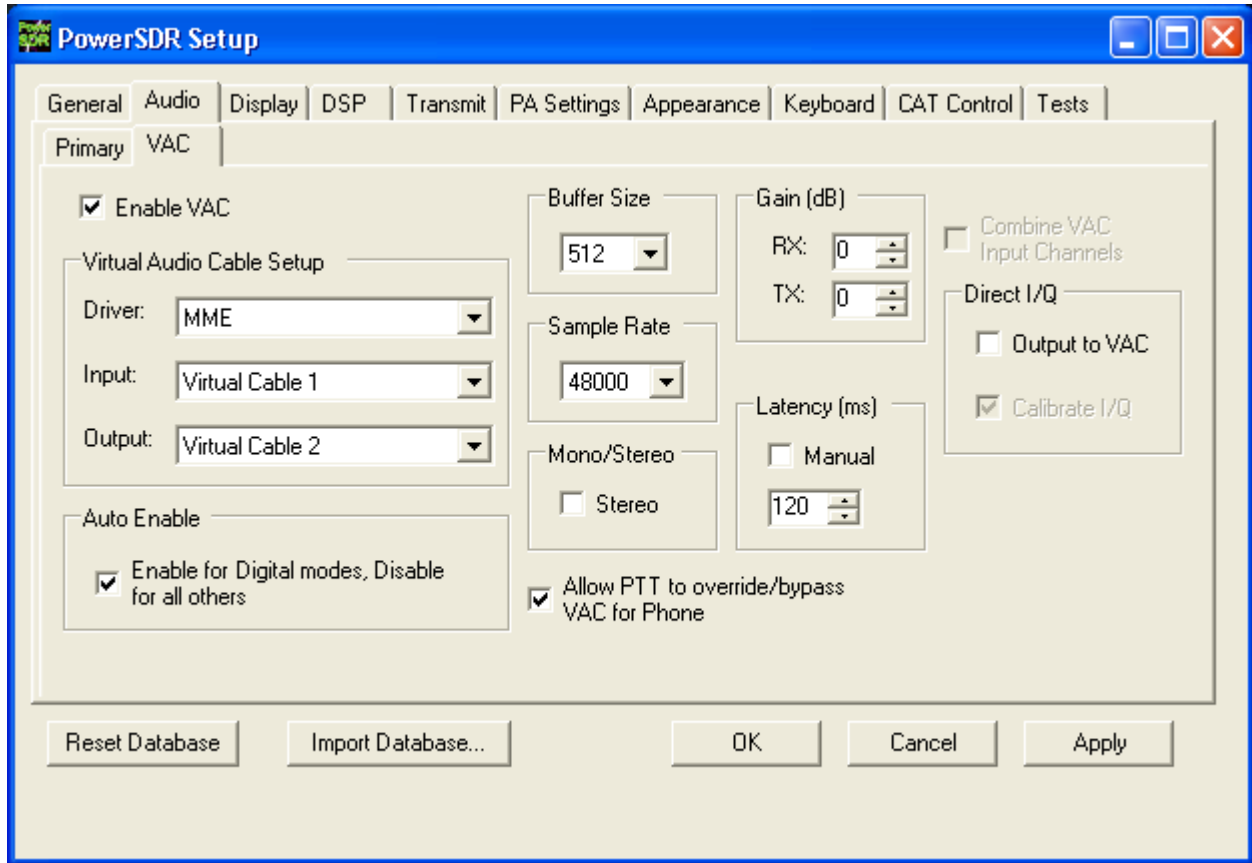 PowerSDR Setup
General Audio Display DSP Transmit PA Settings Appearance Keyboard CAT Control Tests
Primary VAC
Enable VAC
Virtual Audio Cable Setup
Driver: MME
Input: Virtual Cable 1
Output: Virtual Cable 2
Auto Enable
Enable for Digital modes, Disable
for all others
Buffer Size
512
Sample Rate
48000
Mono/Stereo
Stereo
Allow PTT to override/bypass
VAC for Phone
Gain (dB)
RX: 0
TX: 0
Latency (ms)
Manual
120
Combine VAC
Input Channels
Direct I/Q
Output to VAC
Calibrate I/Q
Reset Database Import Database... OK Cancel Apply